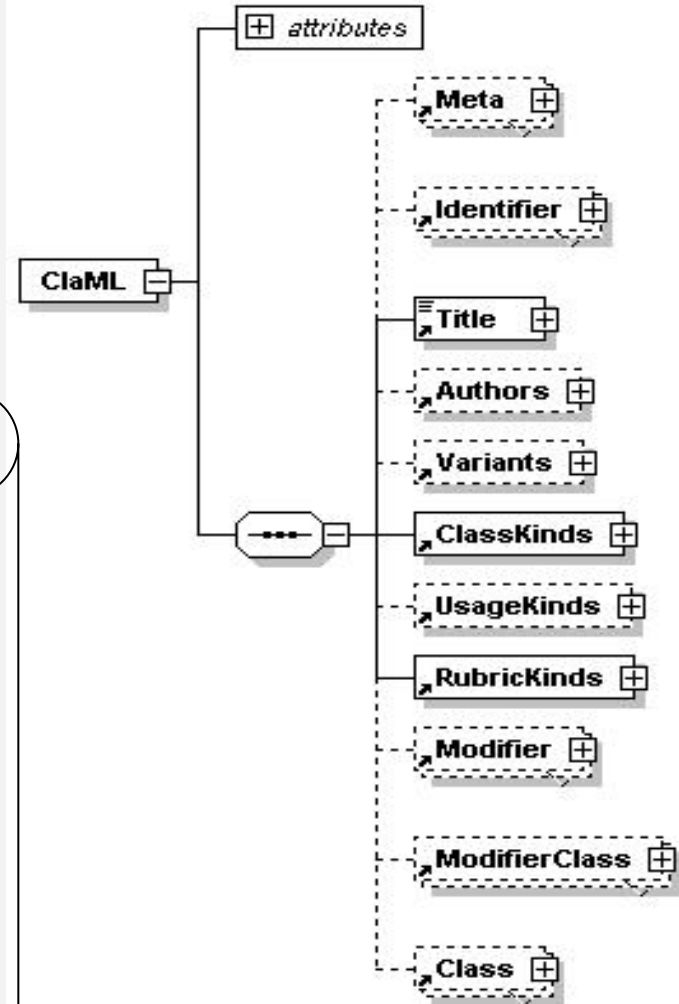 attributes
Meta
Identifier
ClaML
Title
Authors
Variants
ClassKinds
UsageKinds
RubricKinds
Modifier
ModifierClass
Class